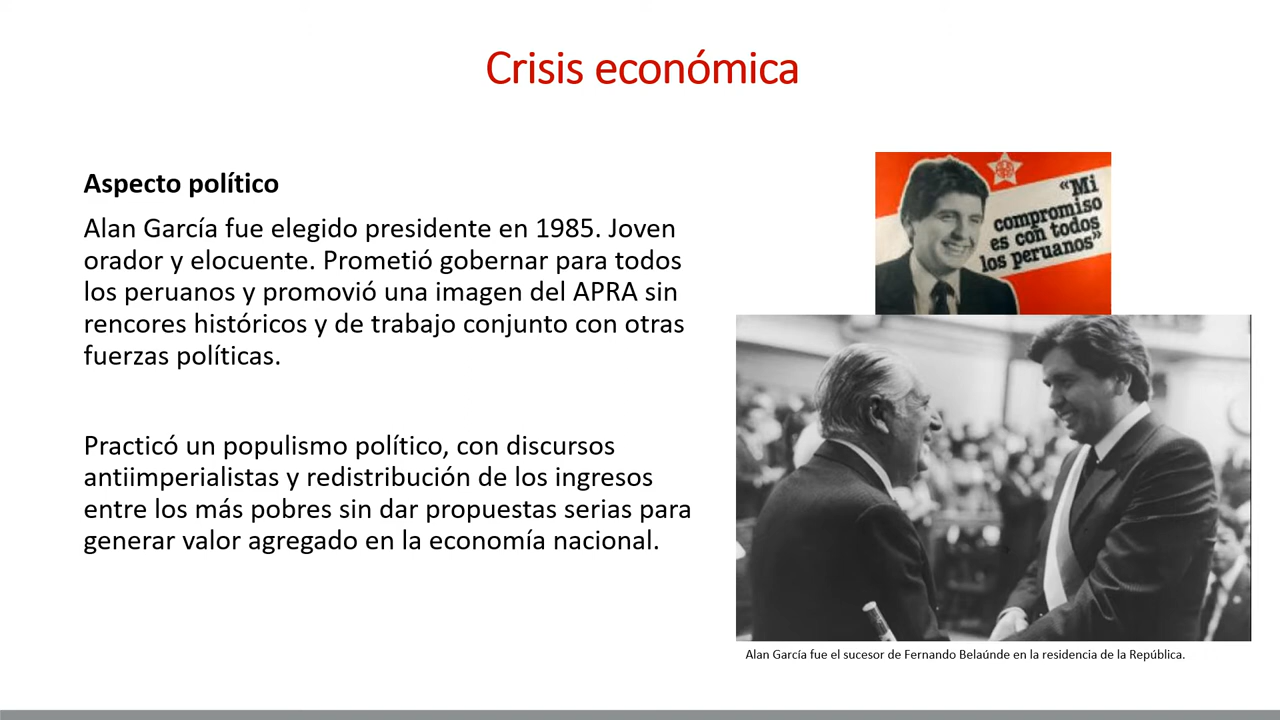 Crisis económica
Aspecto político
Alan García fue elegido presidente en 1985. Joven
orador y elocuente. Prometió gobernar para todos
los peruanos y promovió una imagen del APRA sin
rencores históricos y de trabajo conjunto con otras
fuerzas políticas.
Practicó un populismo político, con discursos
antiimperialistas y redistribución de los ingresos
entre los más pobres sin dar propuestas serias para
generar valor agregado en la economía nacional.
«Mi
compromiso
es con todos
los peruanos»
Alan García fue el sucesor de Fernando Belaúnde en la residencia de la República.